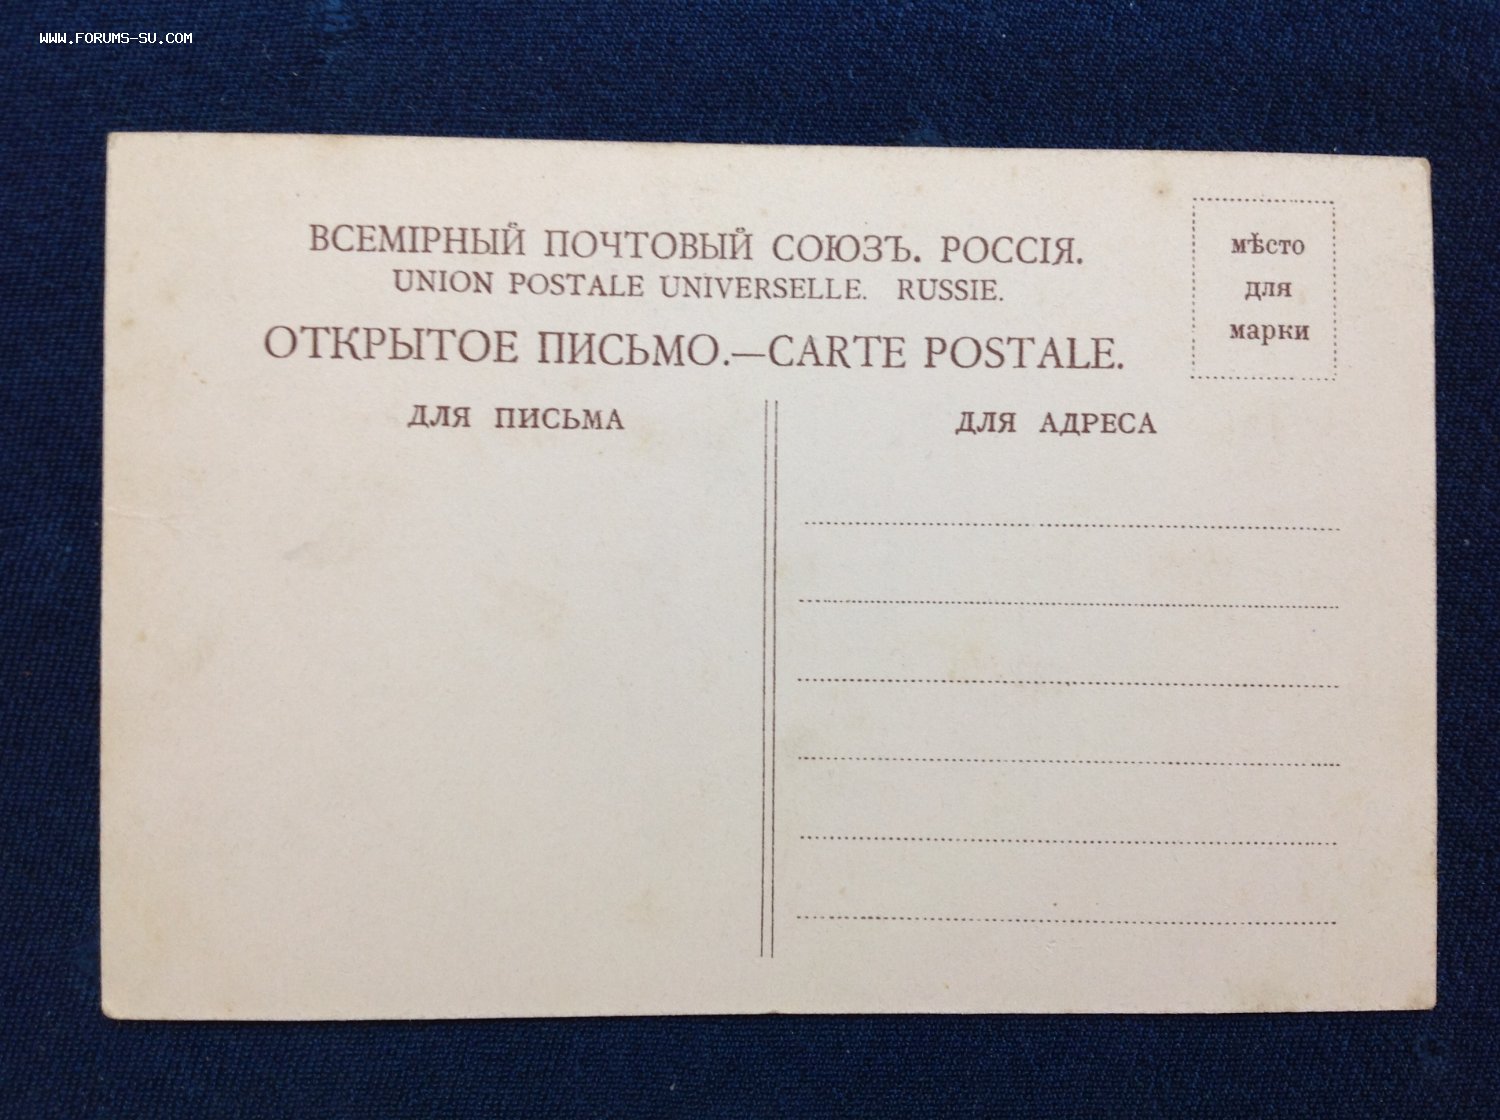 WWW.FORUMS-SU.COM
ВСЕМІРНЫЙ ПОЧТОВЫЙ СОЮЗЪ. РОССІЯ.
UNION POSTALE UNIVERSELLE. RUSSIE.
ОТКРЫТОЕ ПИСЬМО.—CARTE POSTALE.
мѣсто
для
марки
ДЛЯ ПИСЬМА
ДЛЯ АДРЕСА